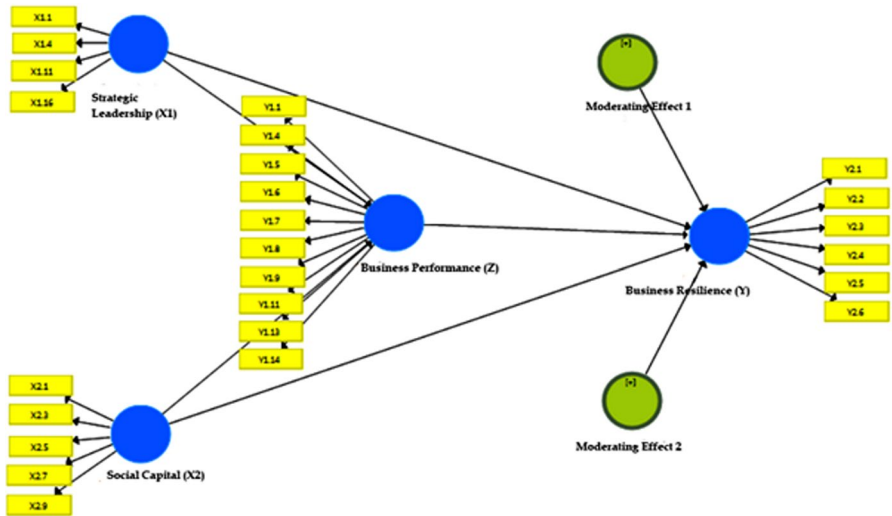 X1.1
X1.4
X1.11
X1.16
Strategic
Leadership (X1)
Y1.1
Y1.4
Y1.5
Y1.6
Y1.7
Y1.8
Y1.9
Y1.11
Y1.13
Y1.14
Business Performance (Z)
[+]
Moderating Effect 1
Y2.1
Y2.2
Y2.3
Y2.4
Y2.5
Y2.6
Business Resilience (Y)
[+]
Moderating Effect 2
X2.1
X2.3
X2.5
X2.7
X2.9
Social Capital (X2)